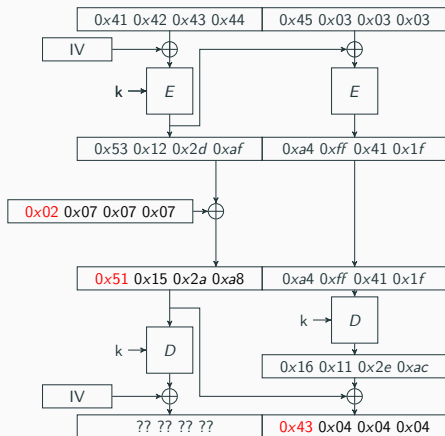 0x41 0x42 0x43 0x44 0x45 0x03 0x03 0x03
IV
k E E
0x53 0x12 0x2d 0xaf 0xa4 0xff 0x41 0x1f
0x02 0x07 0x07 0x07
0x51 0x15 0x2a 0xa8 0xa4 0xff 0x41 0x1f
k D
k D
0x16 0x11 0x2e 0xac
IV
?? ?? ?? ?? 0x43 0x04 0x04 0x04